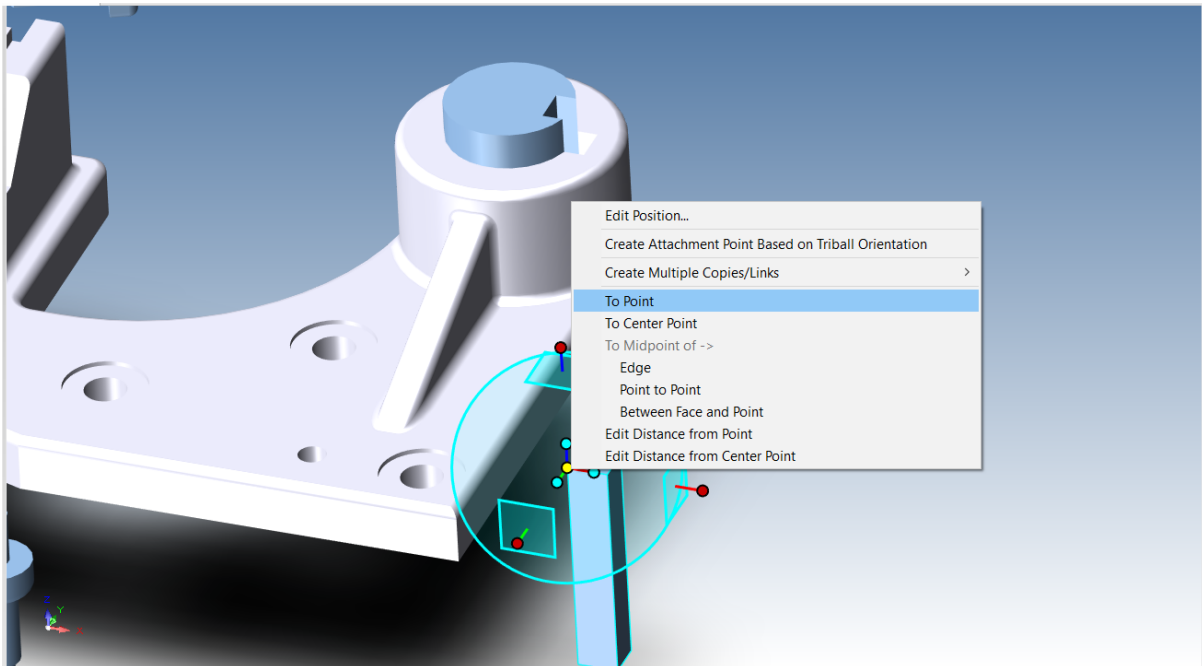 Edit Position...
Create Attachment Point Based on Triball Orientation
Create Multiple Copies/Links
To Point
To Center Point
To Midpoint of ->
Edge
Point to Point
Between Face and Point
Edit Distance from Point
Edit Distance from Center Point
Z
Y
X